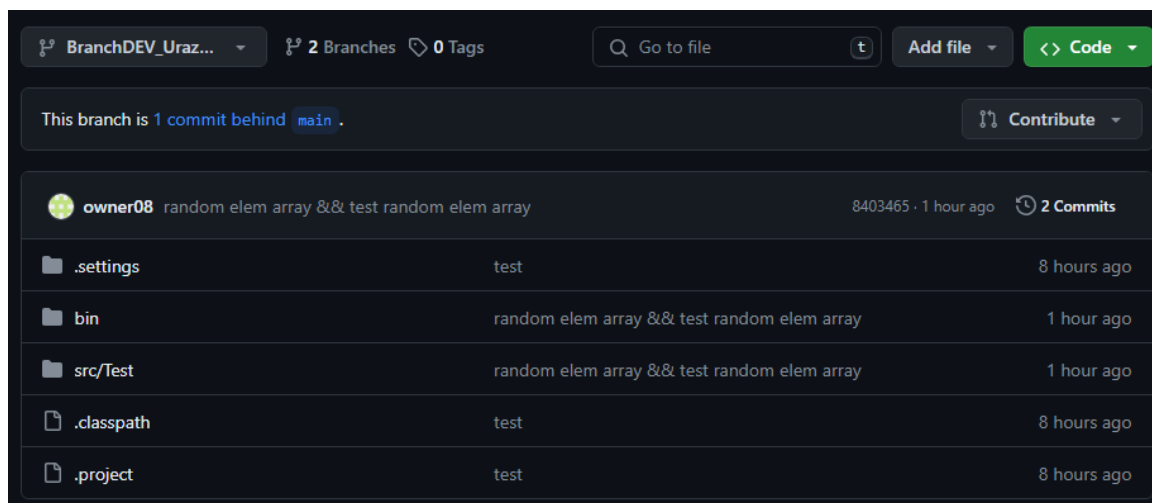 BranchDEV_Uraz... 2 Branches 0 Tags Go to file t Add file <> Code
This branch is 1 commit behind main .
Contribute
owner08 random elem array && test random elem array 8403465 · 1 hour ago 2 Commits
.settings test 8 hours ago
bin random elem array && test random elem array 1 hour ago
src/Test random elem array && test random elem array 1 hour ago
.classpath test 8 hours ago
.project test 8 hours ago